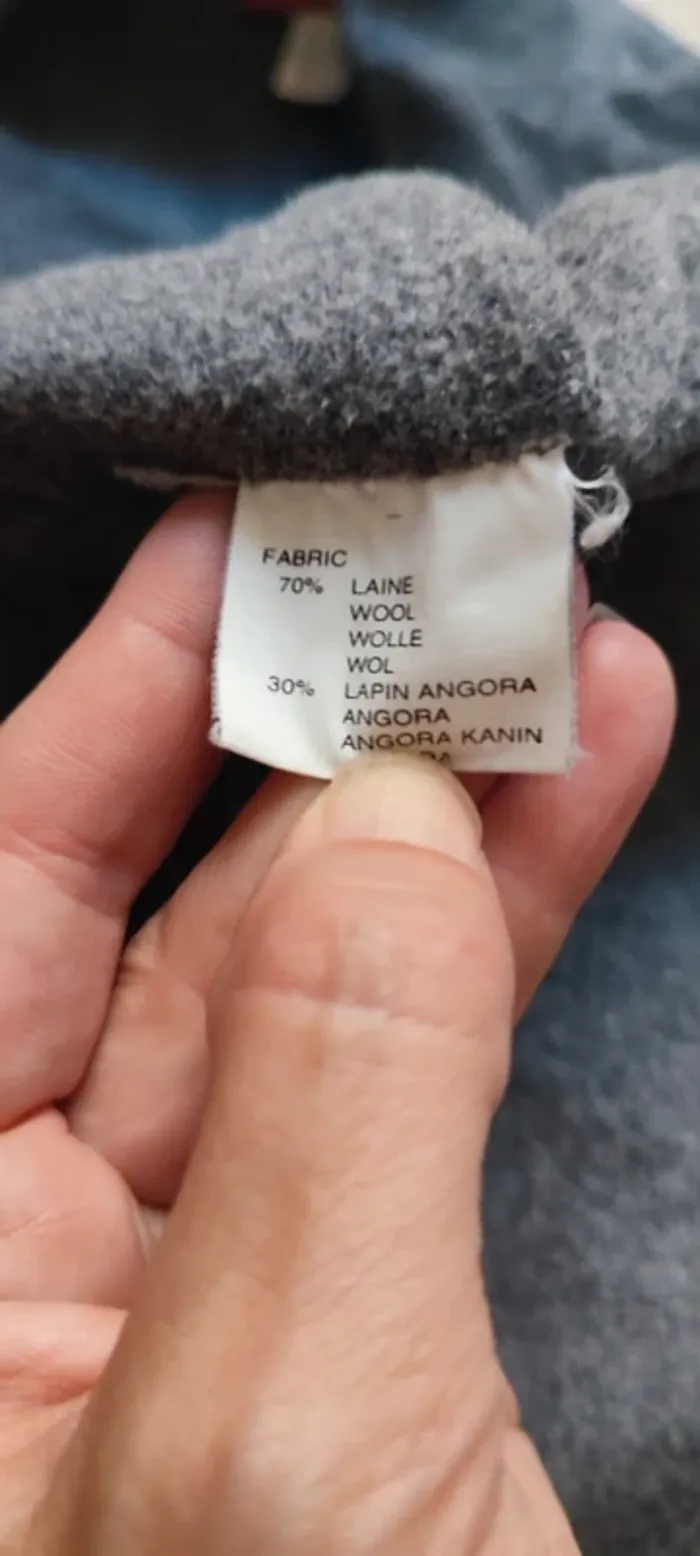 FABRIC
70% LAINE
WOOL
WOLLE
WOL
30% LAPIN ANGORA
ANGORA
ANGORA KANIN